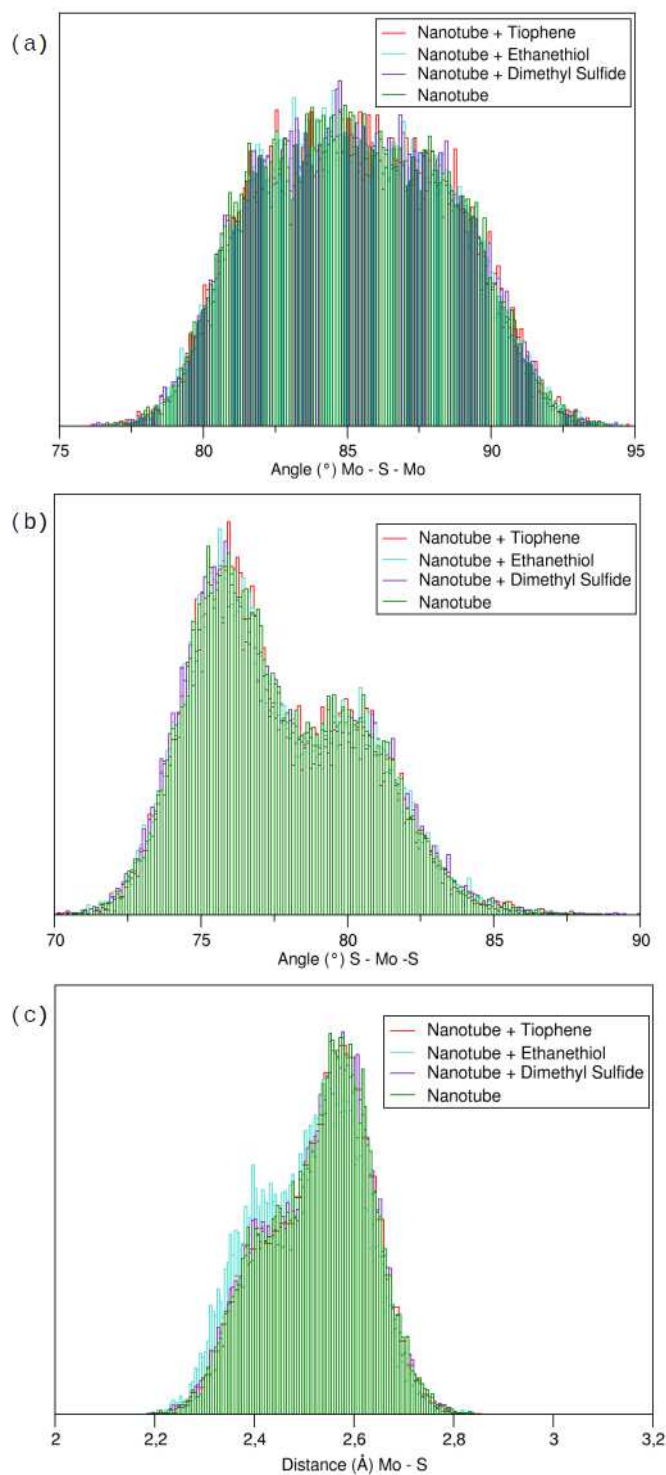 (a)
Nanotube + Tiophene
Nanotube + Ethanethiol
Nanotube + Dimethyl Sulfide
Nanotube
75 80 85 90 95
Angle (°) Mo - S - Mo
(b)
Nanotube + Tiophene
Nanotube + Ethanethiol
Nanotube + Dimethyl Sulfide
Nanotube
70 75 80 85 90
Angle (°) S - Mo -S
(c)
Nanotube + Tiophene
Nanotube + Ethanethiol
Nanotube + Dimethyl Sulfide
Nanotube
2 2,2 2,4 2,6 2,8 3 3,2
Distance (Å) Mo - S